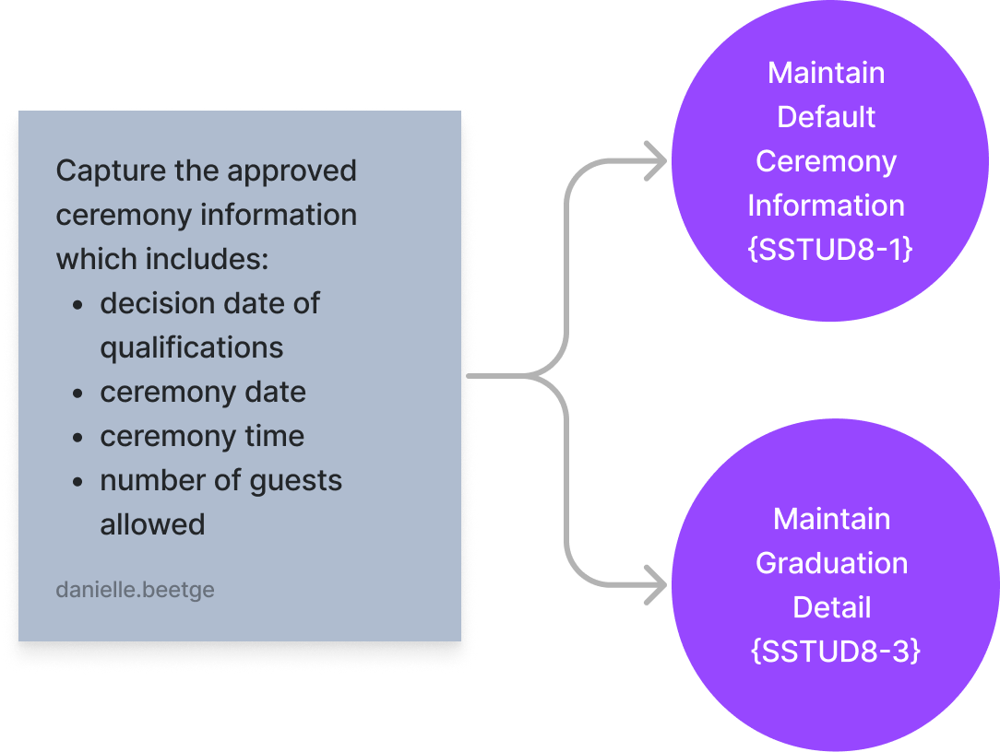 Capture the approved
ceremony information
which includes:
• decision date of
qualifications
• ceremony date
• ceremony time
• number of guests
allowed
danielle.beetge
Maintain
Default
Ceremony
Information
{SSTUD8-1}
Maintain
Graduation
Detail
{SSTUD8-3}